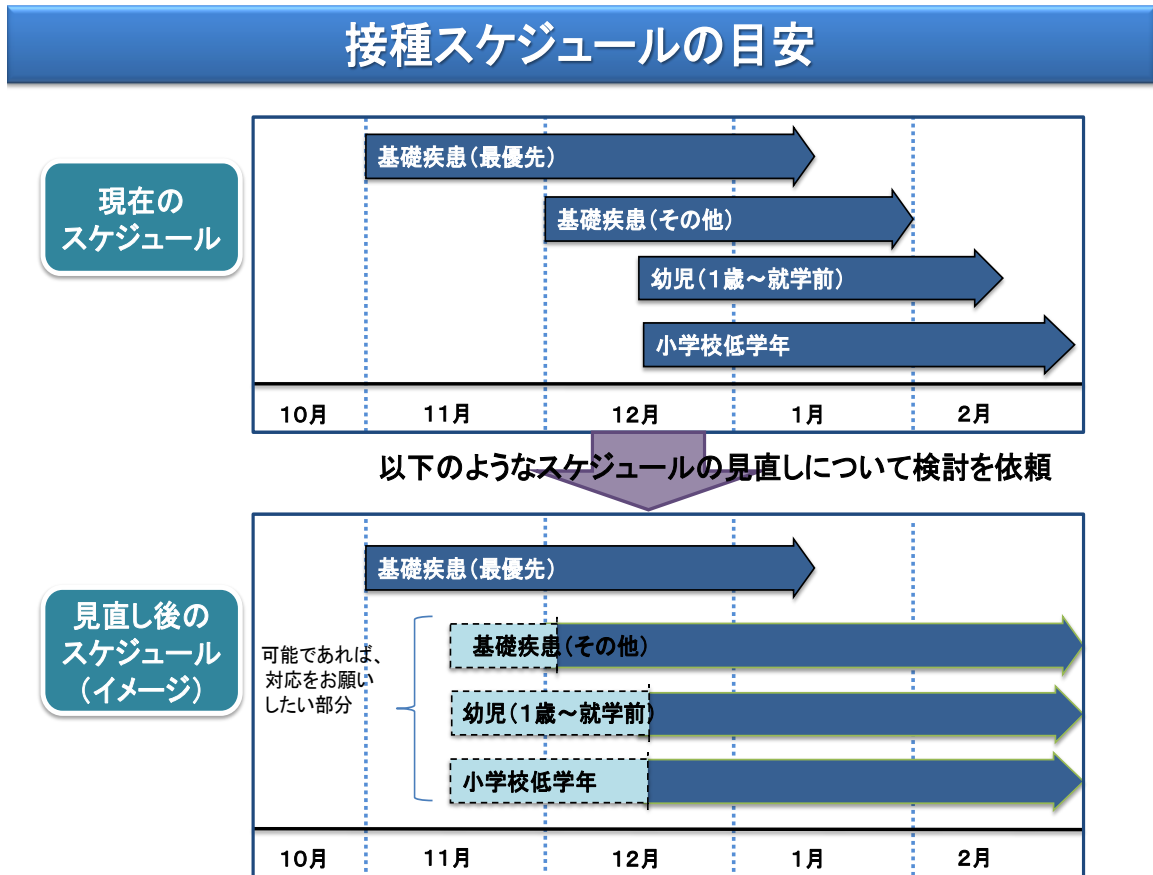 接種スケジュールの目安
現在の
スケジュール
基礎疾患（最優先）
基礎疾患（その他）
幼児（１歳～就学前）
小学校低学年
10月
11月
12月
1月
2月
以下のようなスケジュールの見直しについて検討を依頼
見直し後の
スケジュール
（イメージ）
基礎疾患（最優先）
可能であれば、
対応をお願い
したい部分
基礎疾患（その他）
幼児（１歳～就学前）
小学校低学年
10月
11月
12月
1月
2月